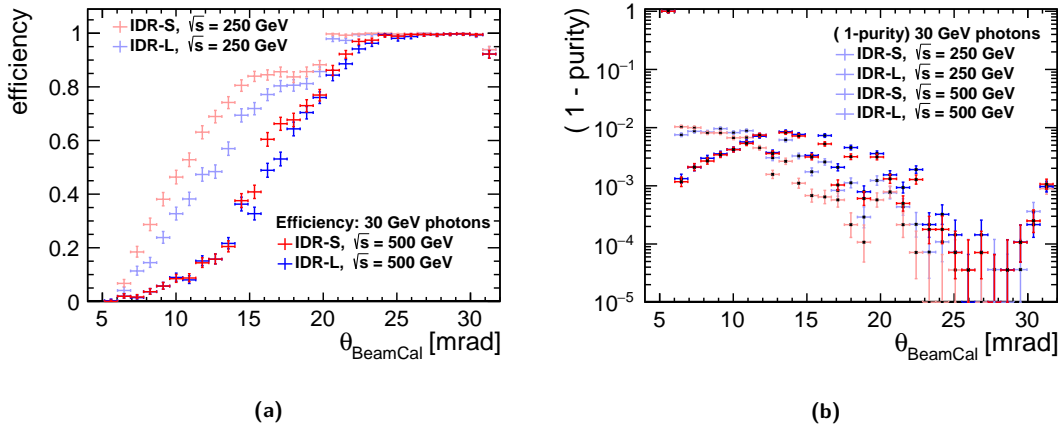 efficiency
1
0.8
0.6
0.4
0.2
0
IDR-S, √s = 250 GeV
IDR-L, √s = 250 GeV
Efficiency: 30 GeV photons
IDR-S, √s = 500 GeV
IDR-L, √s = 500 GeV
5 10 15 20 25 30
θBeamCal [mrad]
(a)
( 1 - purity)
1
10−1
10−2
10−3
10−4
10−5
( 1-purity) 30 GeV photons
IDR-S, √s = 250 GeV
IDR-L, √s = 250 GeV
IDR-S, √s = 500 GeV
IDR-L, √s = 500 GeV
5 10 15 20 25 30
θBeamCal [mrad]
(b)